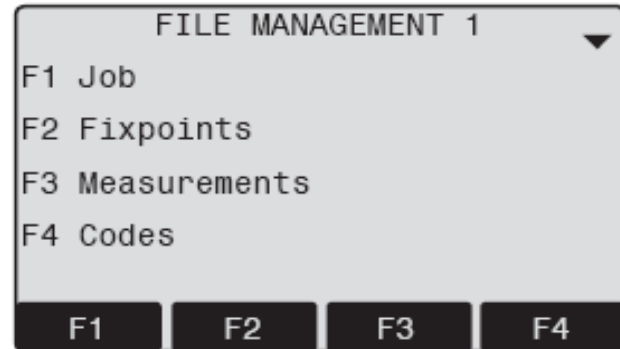 FILE MANAGEMENT 1
F1 Job
F2 Fixpoints
F3 Measurements
F4 Codes
F1 F2 F3 F4